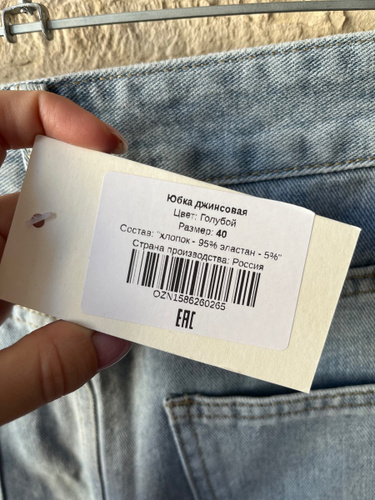 Юбка джинсовая
Цвет: Голубой
Размер: 40
Состав: "хлопок - 95% эластан - 5%"
Страна производства: Россия
OZN1586260265
EAC